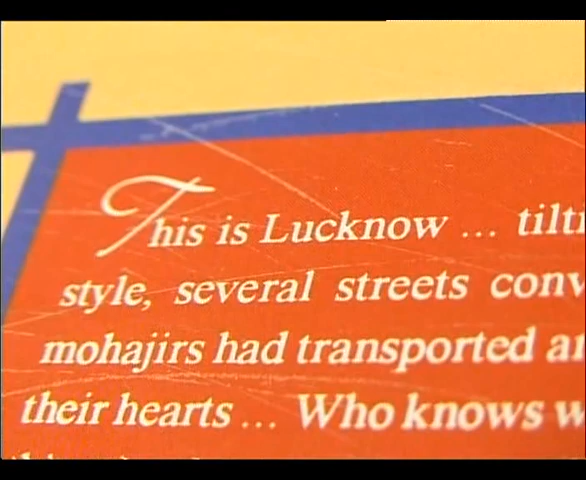 This is Lucknow ...
style, several streets
mohajirs had transported
their hearts ... Who knows